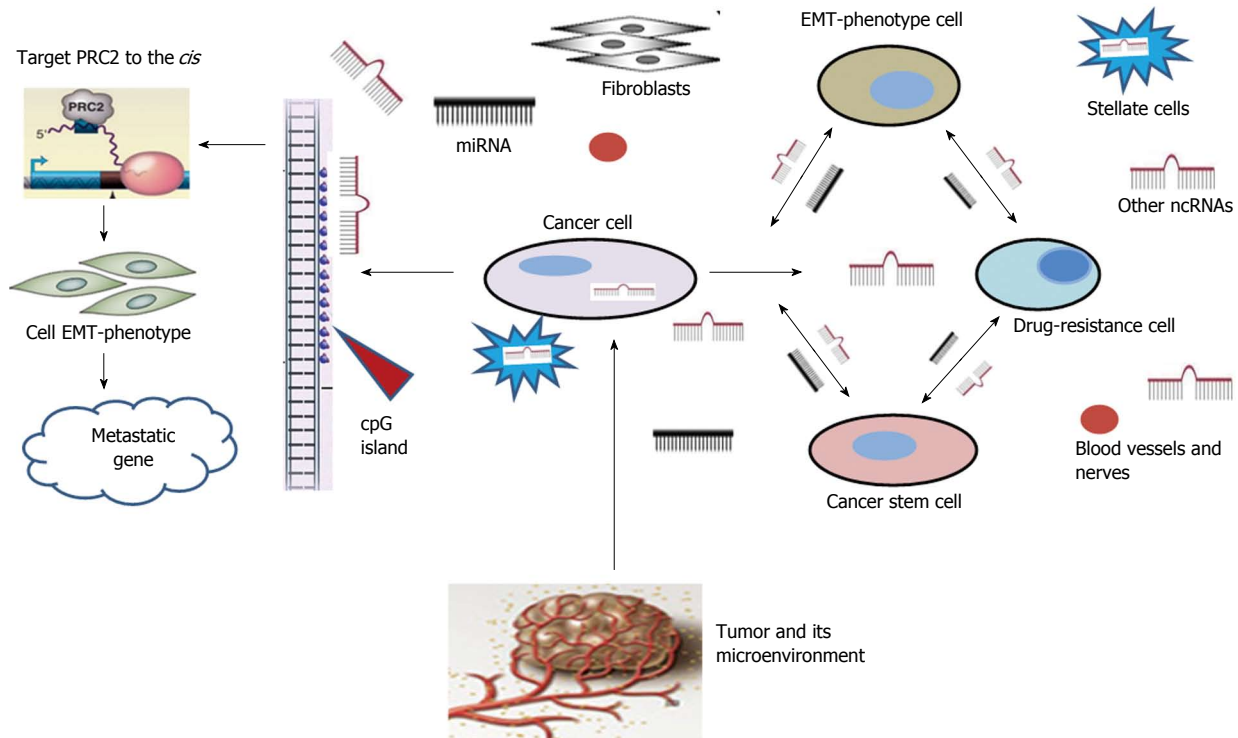 Target PRC2 to the cis
PRC2
5'
Cell EMT-phenotype
Metastatic
gene
cpG
island
miRNA
Fibroblasts
Cancer cell
EMT-phenotype cell
Stellate cells
Other ncRNAs
Drug-resistance cell
Blood vessels and
nerves
Cancer stem cell
Tumor and its
microenvironment